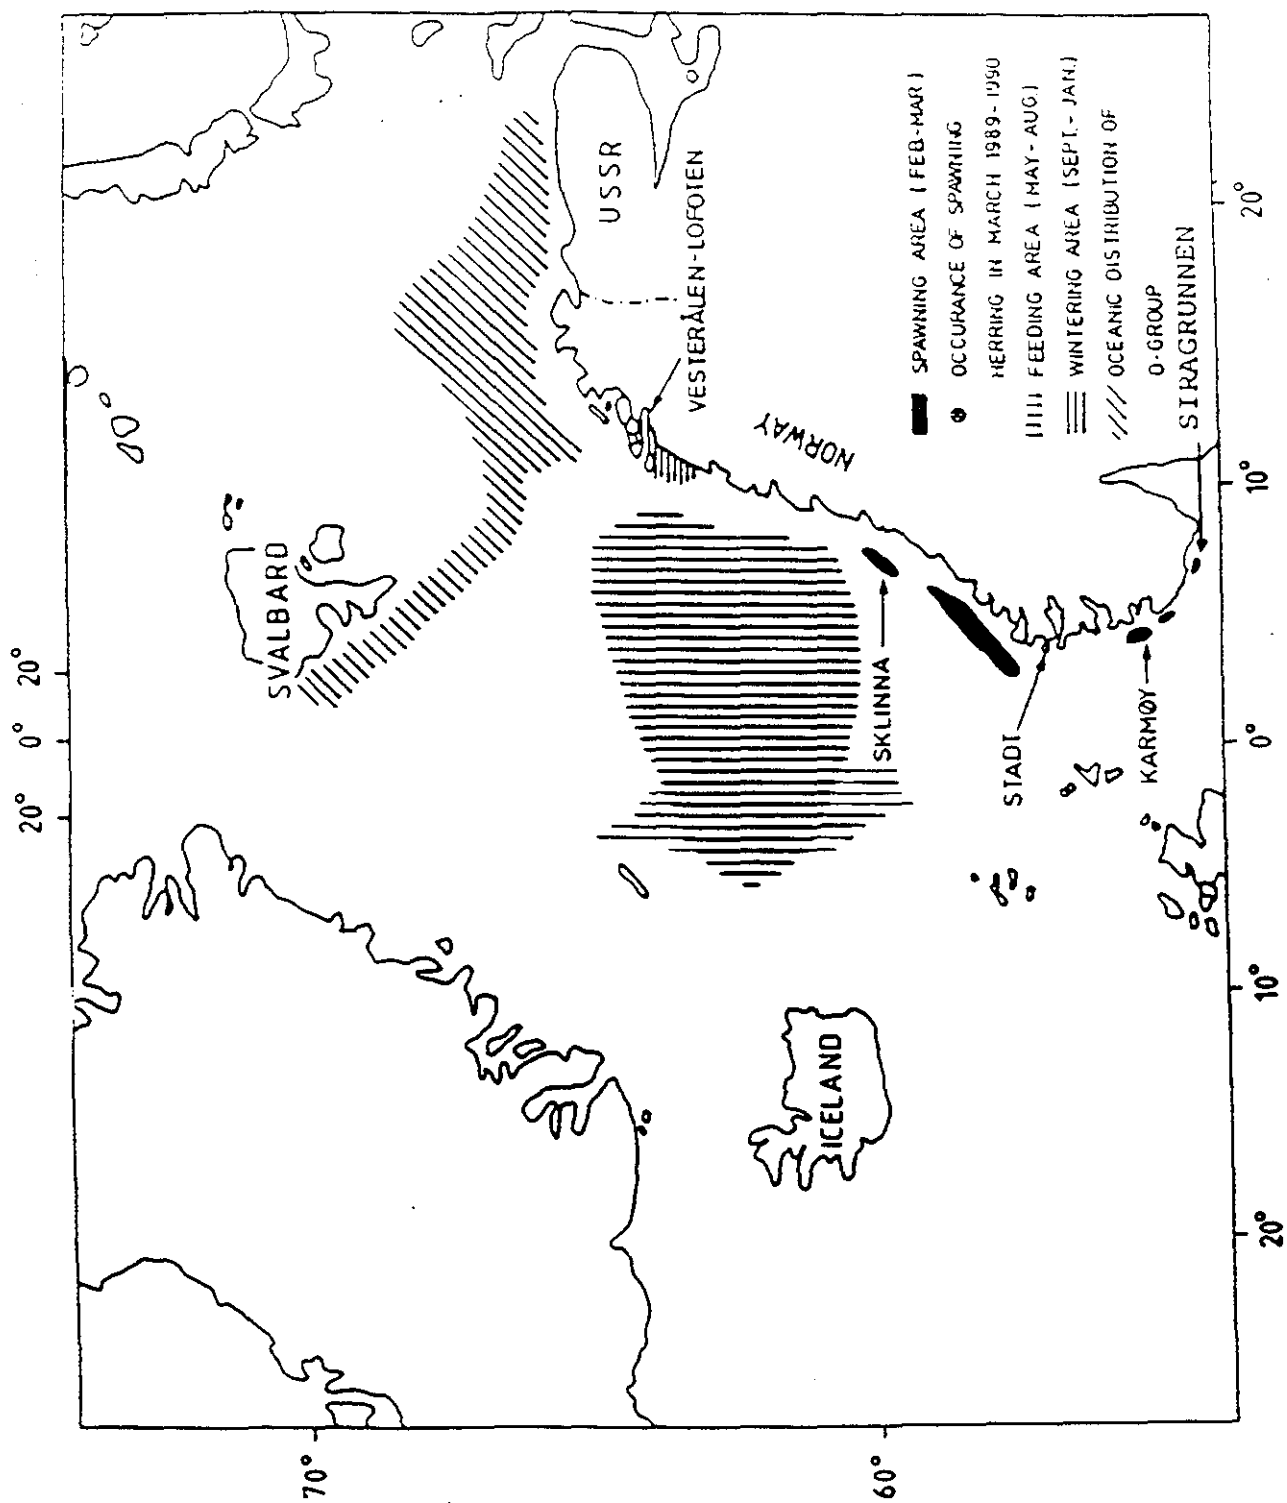 20° 0° 20°
SVALBARD
USSR
VESTERÅLEN-LOFOTEN
NORWAY
SKLINNA
STADT
KARMØY
ICELAND
SPAWNING AREA (FEB-MAR)
OCCURANCE OF SPAWNING
HERRING IN MARCH 1989-1990
FEEDING AREA (MAY-AUG.)
WINTERING AREA (SEPT.-JAN.)
OCEANIC DISTRIBUTION OF
O-GROUP
SIRAGRUNNEN
70°
60°
20° 10° 0° 10° 20°